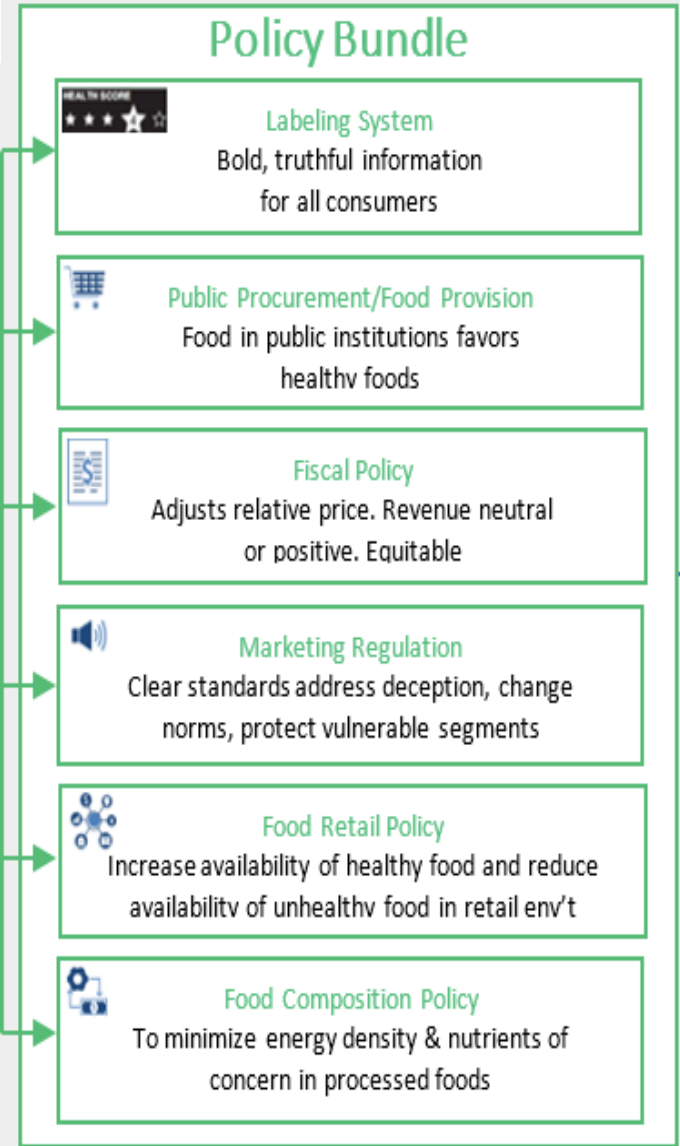 Policy Bundle
HEALTH SCORE
4
Labeling System
Bold, truthful information
for all consumers
Public Procurement/Food Provision
Food in public institutions favors
healthy foods
$
Fiscal Policy
Adjusts relative price. Revenue neutral
or positive. Equitable
Marketing Regulation
Clear standards address deception, change
norms, protect vulnerable segments
Food Retail Policy
Increase availability of healthy food and reduce
availability of unhealthy food in retail env't
Food Composition Policy
To minimize energy density & nutrients of
concern in processed foods